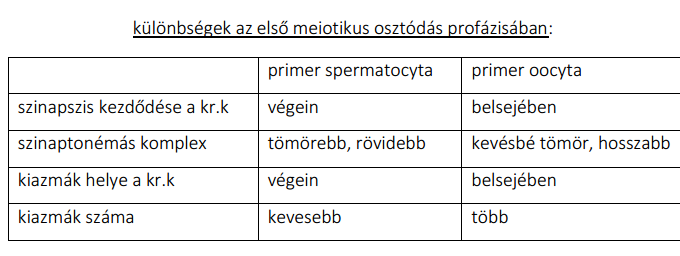 különbségek az első meiotikus osztódás profázisában:
primer spermatocyta primer oocyta
szinapszis kezdődése a kr.k végein belsejében
szinaptonémás komplex tömörebb, rövidebb kevésbé tömör, hosszabb
kiazmák helye a kr.k végein belsejében
kiazmák száma kevesebb több